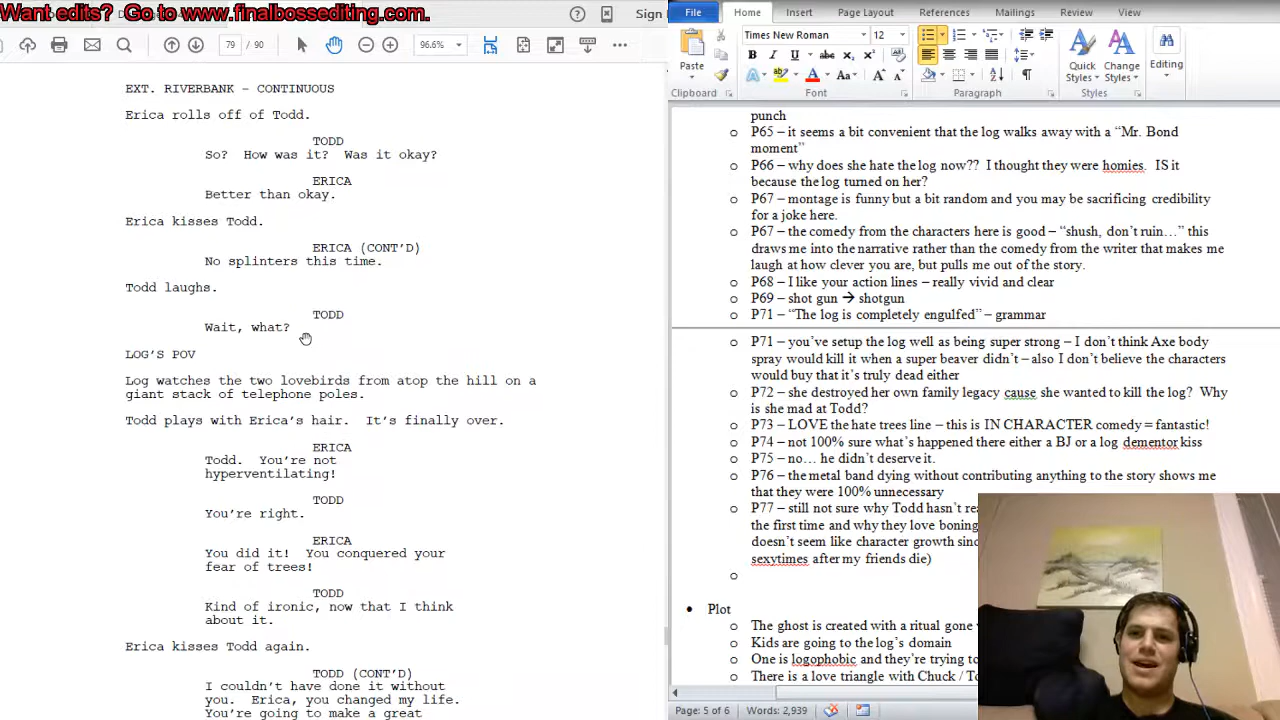 Want edits?  Go to www.finalbossediting.com.
Sign
96.6%
EXT. RIVERBANK – CONTINUOUS
Erica rolls off of Todd.
TODD
So?  How was it?  Was it okay?
ERICA
Better than okay.
Erica kisses Todd.
ERICA (CONT'D)
No splinters this time.
Todd laughs.
TODD
Wait, what?
LOG'S POV
Log watches the two lovebirds from atop the hill on a
giant stack of telephone poles.
Todd plays with Erica's hair.  It's finally over.
ERICA
Todd.  You're not
hyperventilating!
TODD
You're right.
ERICA
You did it!  You conquered your
fear of trees!
TODD
Kind of ironic, now that I think
about it.
Erica kisses Todd again.
TODD (CONT'D)
I couldn't have done it without
you.  Erica, you changed my life.
You're going to make a great
File Home Insert Page Layout References Mailings Review View
Times New Roman 12
Paste
Quick Styles
Change Styles
Editing
Clipboard Font Paragraph Styles
punch
o P65 – it seems a bit convenient that the log walks away with a “Mr. Bond
moment”
o P66 – why does she hate the log now??  I thought they were homies.  IS it
because the log turned on her?
o P67 – montage is funny but a bit random and you may be sacrificing credibility
for a joke here.
o P67 – the comedy from the characters here is good – “shush, don't ruin…” this
draws me into the narrative rather than the comedy from the writer that makes me
laugh at how clever you are, but pulls me out of the story.
o P68 – I like your action lines – really vivid and clear
o P69 – shot gun → shotgun
o P71 – “The log is completely engulfed” – grammar
o P71 – you've setup the log well as being super strong – I don't think Axe body
spray would kill it when a super beaver didn't – also I don't believe the characters
would buy that it's truly dead either
o P72 – she destroyed her own family legacy cause she wanted to kill the log?  Why
is she mad at Todd?
o P73 – LOVE the hate trees line – this is IN CHARACTER comedy = fantastic!
o P74 – not 100% sure what's happened there either a BJ or a log dementor kiss
o P75 – no… he didn't deserve it.
o P76 – the metal band dying without contributing anything to the story shows me
that they were 100% unnecessary
o P77 – still not sure why Todd hasn't
the first time and why they love boning
doesn't seem like character growth
sexytimes after my friends die)
o
• Plot
o The ghost is created with a ritual gone
o Kids are going to the log's domain
o One is logophobic and they're trying to
o There is a love triangle with Chuck /
Page: 5 of 6 Words: 2,939